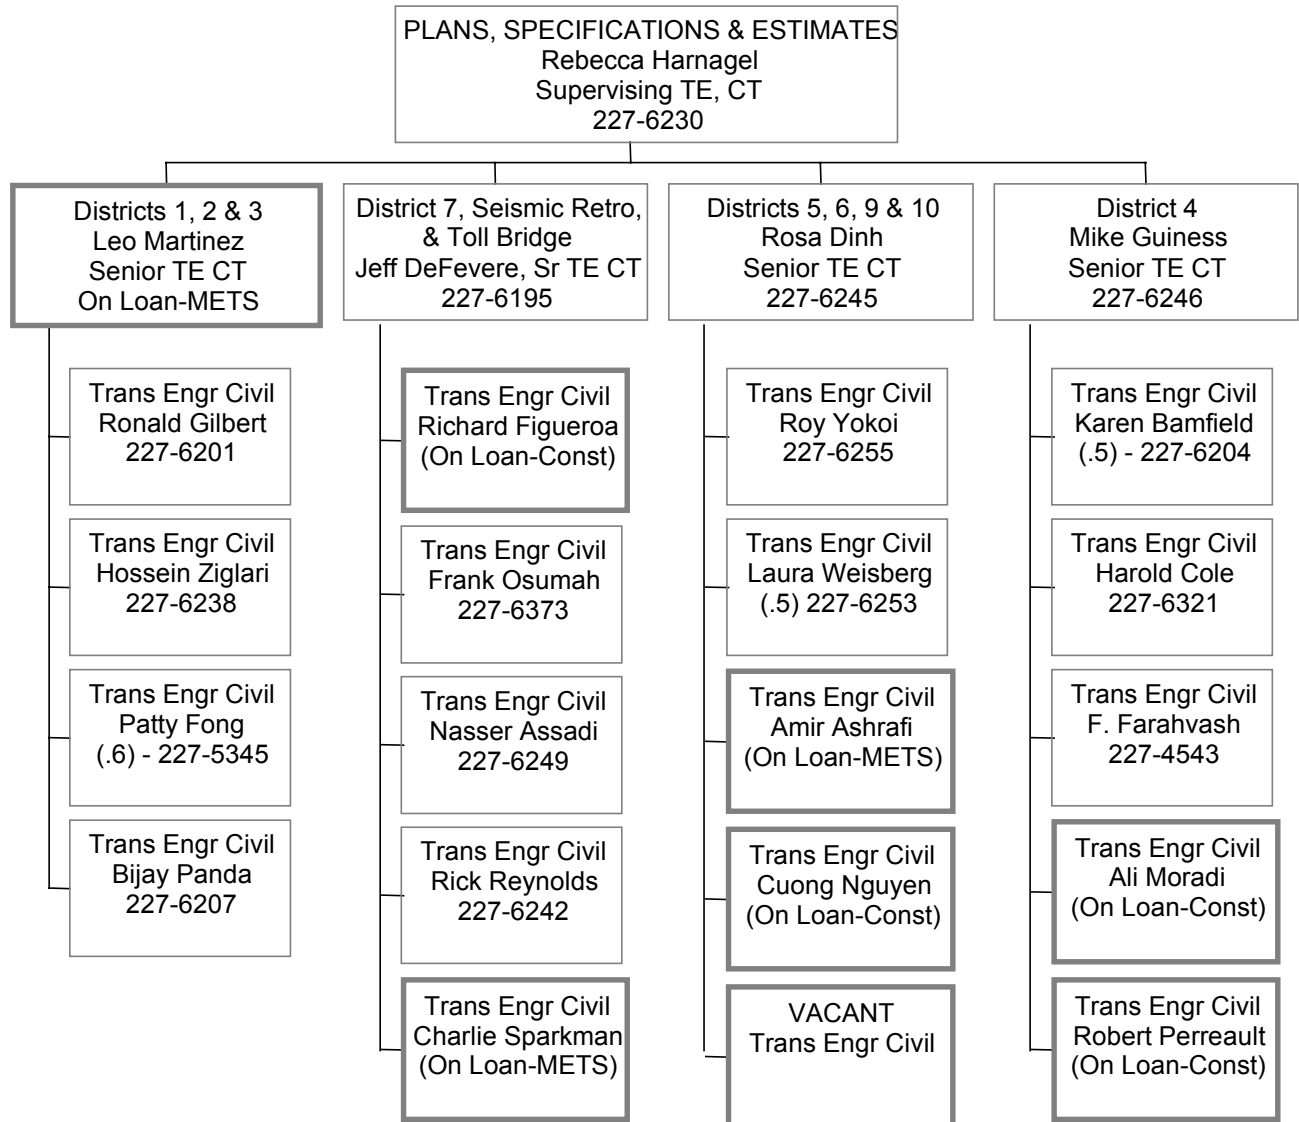 PLANS, SPECIFICATIONS & ESTIMATES
Rebecca Harnagel
Supervising TE, CT
227-6230
Districts 1, 2 & 3
Leo Martinez
Senior TE CT
On Loan-METS
Trans Engr Civil
Ronald Gilbert
227-6201
Trans Engr Civil
Hossein Ziglari
227-6238
Trans Engr Civil
Patty Fong
(.6) - 227-5345
Trans Engr Civil
Bijay Panda
227-6207
District 7, Seismic Retro,
& Toll Bridge
Jeff DeFevere, Sr TE CT
227-6195
Trans Engr Civil
Richard Figueroa
(On Loan-Const)
Trans Engr Civil
Frank Osumah
227-6373
Trans Engr Civil
Nasser Assadi
227-6249
Trans Engr Civil
Rick Reynolds
227-6242
Trans Engr Civil
Charlie Sparkman
(On Loan-METS)
Districts 5, 6, 9 & 10
Rosa Dinh
Senior TE CT
227-6245
Trans Engr Civil
Roy Yokoi
227-6255
Trans Engr Civil
Laura Weisberg
(.5) 227-6253
Trans Engr Civil
Amir Ashrafi
(On Loan-METS)
Trans Engr Civil
Cuong Nguyen
(On Loan-Const)
VACANT
Trans Engr Civil
District 4
Mike Guiness
Senior TE CT
227-6246
Trans Engr Civil
Karen Bamfield
(.5) - 227-6204
Trans Engr Civil
Harold Cole
227-6321
Trans Engr Civil
F. Farahvash
227-4543
Trans Engr Civil
Ali Moradi
(On Loan-Const)
Trans Engr Civil
Robert Perreault
(On Loan-Const)